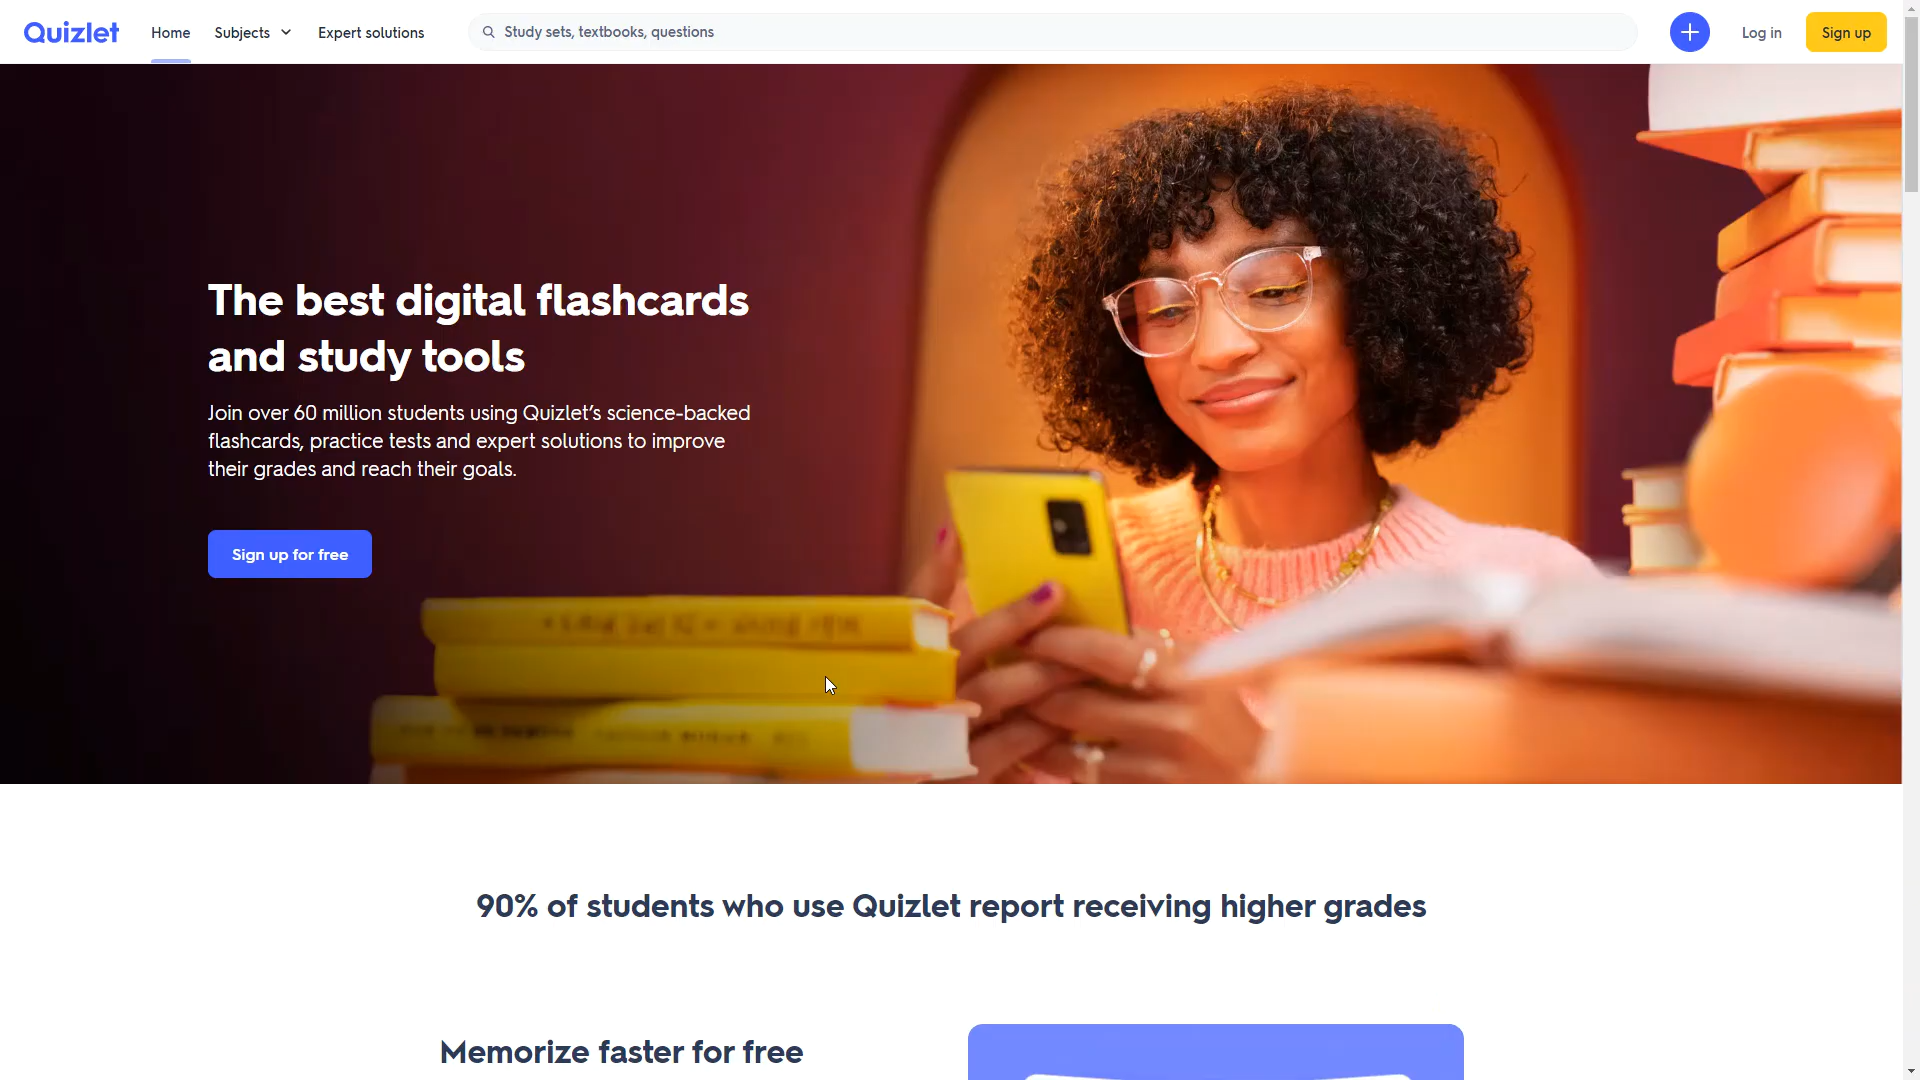 Quizlet
Home
Subjects
Expert solutions
Study sets, textbooks, questions
Log in
Sign up
The best digital flashcards
and study tools
Join over 60 million students using Quizlet's science-backed
flashcards, practice tests and expert solutions to improve
their grades and reach their goals.
Sign up for free
90% of students who use Quizlet report receiving higher grades
Memorize faster for free